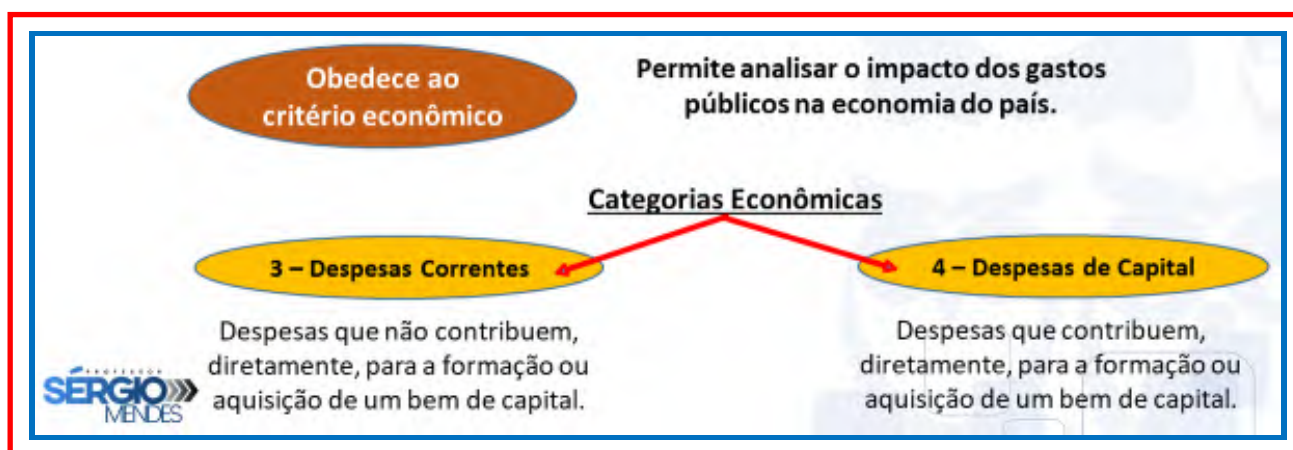 Obedece ao
critério econômico
Permite analisar o impacto dos gastos
públicos na economia do país.
Categorias Econômicas
3 – Despesas Correntes
4 – Despesas de Capital
Despesas que não contribuem,
diretamente, para a formação ou
aquisição de um bem de capital.
Despesas que contribuem,
diretamente, para a formação ou
aquisição de um bem de capital.
PROFESSOR
SÉRGIO
MENDES